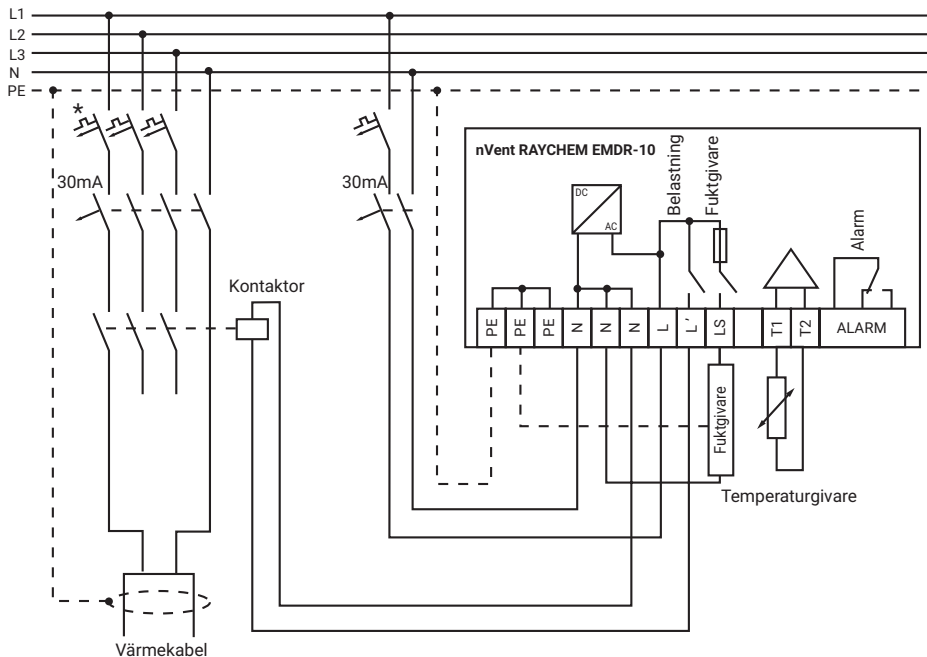 L1
L2
L3
N
PE
*
30mA
30mA
Kontaktor
nVent RAYCHEM EMDR-10
DC
AC
Belastning
Fuktgivare
Alarm
PE PE PE N N N L L' LS T1 T2 ALARM
Fuktgivare
Temperaturgivare
Värmekabel